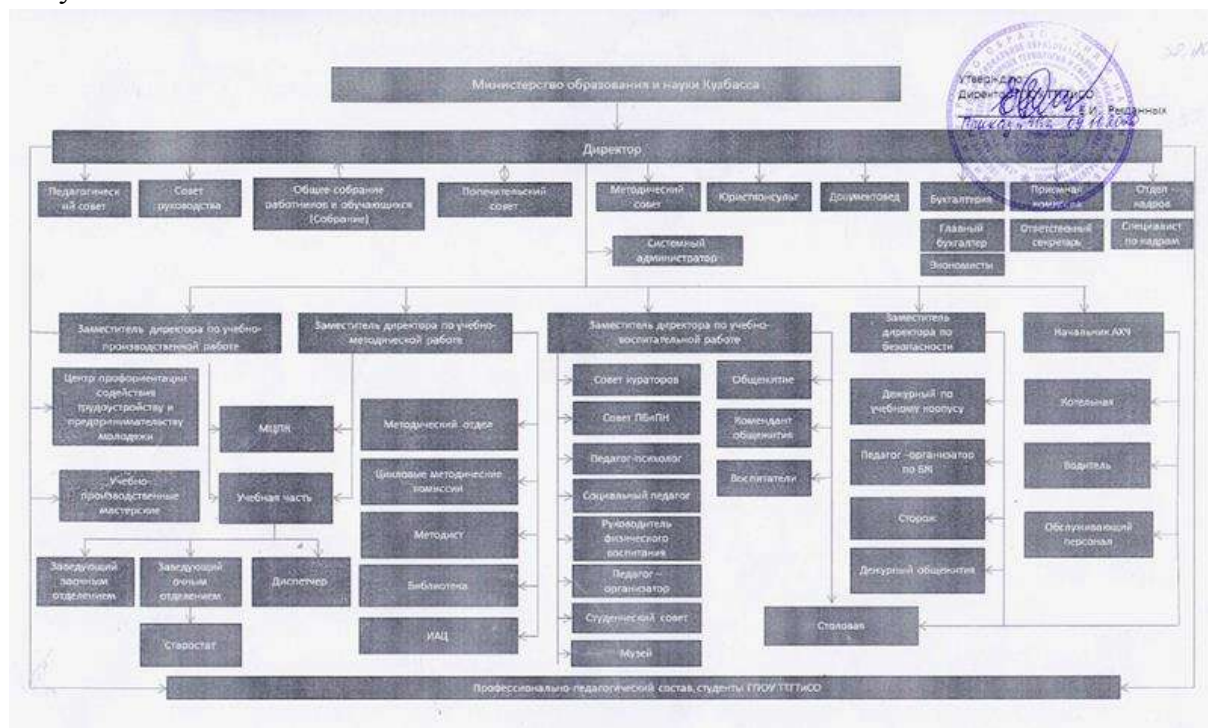 Министерство образования и науки Кузбасса
Утверждаю:
Директор ГПОУ ТТГТиСО
Директор
Педагогическ
ий совет
Совет
руководства
Общее собрание
работников и обучающихся
(Собрание)
Попечительский
совет
Методический
совет
Юристконсульт
Документовед
Бухгалтерия
Приемная
комиссия
Отдел
кадров
Главный
бухгалтер
Ответственный
секретарь
Специалист
по кадрам
Экономисты
Системный
администратор
Заместитель директора по учебно-
производственной работе
Заместитель директора по учебно-
методической работе
Заместитель директора по учебно-
воспитательной работе
Заместитель
директора по
безопасности
Начальник АХЧ
Центр профориентации
содействия
трудоустройству и
предпринимательству
молодежи
Учебно-
производственные
мастерские
МЦПК
Учебная часть
Заведующий
заочным
отделением
Заведующий
очным
отделением
Диспетчер
Старостат
Методический отдел
Цикловые методические
комиссии
Методист
Библиотека
ИАЦ
Совет кураторов
Совет ПБиПН
Педагог-психолог
Социальный педагог
Руководитель
физического
воспитания
Педагог –
организатор
Студенческий совет
Музей
Общежитие
Комендант
общежития
Воспитатели
Дежурный по
учебному корпусу
Педагог –организатор
по БЖ
Сторож
Дежурный общежития
Котельная
Водитель
Обслуживающий
персонал
Столовая
Профессионально-педагогический состав, студенты ГПОУ ТТГТиСО